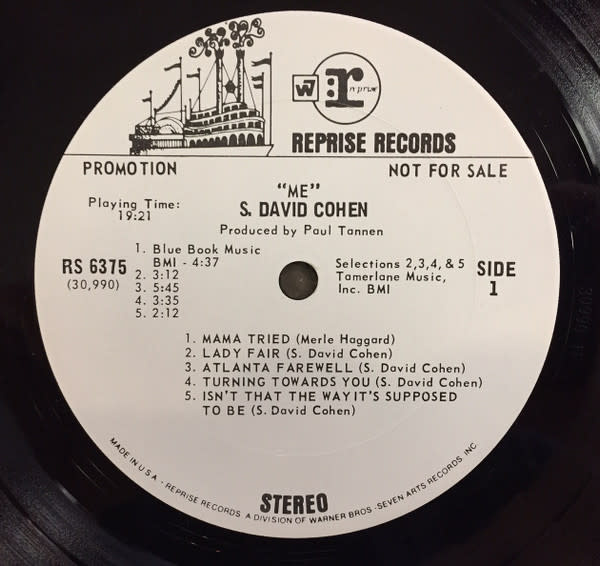 W7
:r
reprise
REPRISE RECORDS
PROMOTION
NOT FOR SALE
"ME"
S. DAVID COHEN
Produced by Paul Tannen
Playing Time:
19:21
RS 6375
(30,990)
1. Blue Book Music
BMI - 4:37
2. 3:12
3. 5:45
4. 3:35
5. 2:12
Selections 2,3,4, & 5
Tamerlane Music,
Inc. BMI
SIDE
1
1. MAMA TRIED (Merle Haggard)
2. LADY FAIR (S. David Cohen)
3. ATLANTA FAREWELL (S. David Cohen)
4. TURNING TOWARDS YOU (S. David Cohen)
5. ISN'T THAT THE WAY IT'S SUPPOSED
TO BE (S. David Cohen)
STEREO
MADE IN U.S.A. - REPRISE RECORDS, A DIVISION OF WARNER BROS.-SEVEN ARTS RECORDS, INC.